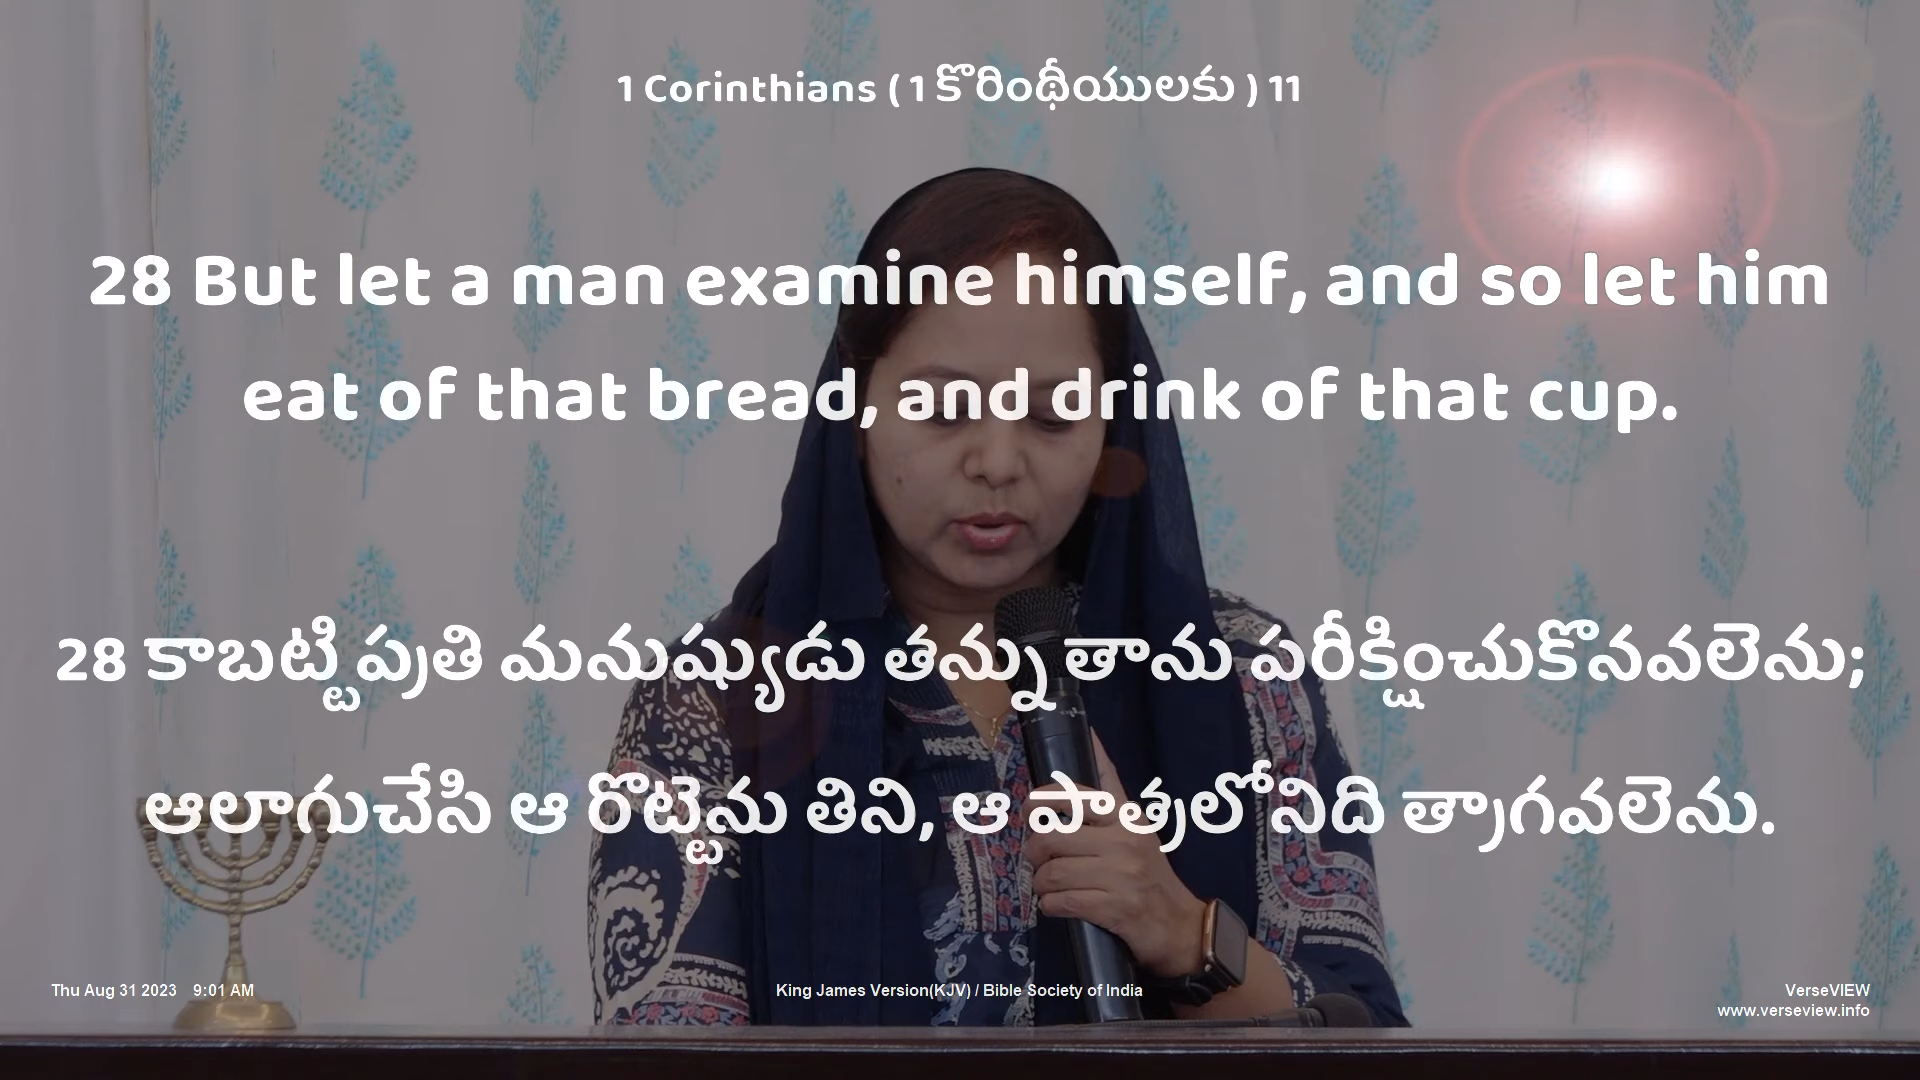 1 Corinthians ( 1 కొరింథీయులకు ) 11
28 But let a man examine himself, and so let him
eat of that bread, and drink of that cup.
28 కాబట్టి ప్రతి మనుష్యుడు తన్ను తాను పరీక్షించుకొనవలెను;
ఆలాగుచేసి ఆ రొట్టెను తిని, ఆ పాత్రలోనిది త్రాగవలెను.
Thu Aug 31 2023 9:01 AM
King James Version(KJV) / Bible Society of India
VerseVIEW
www.verseview.info